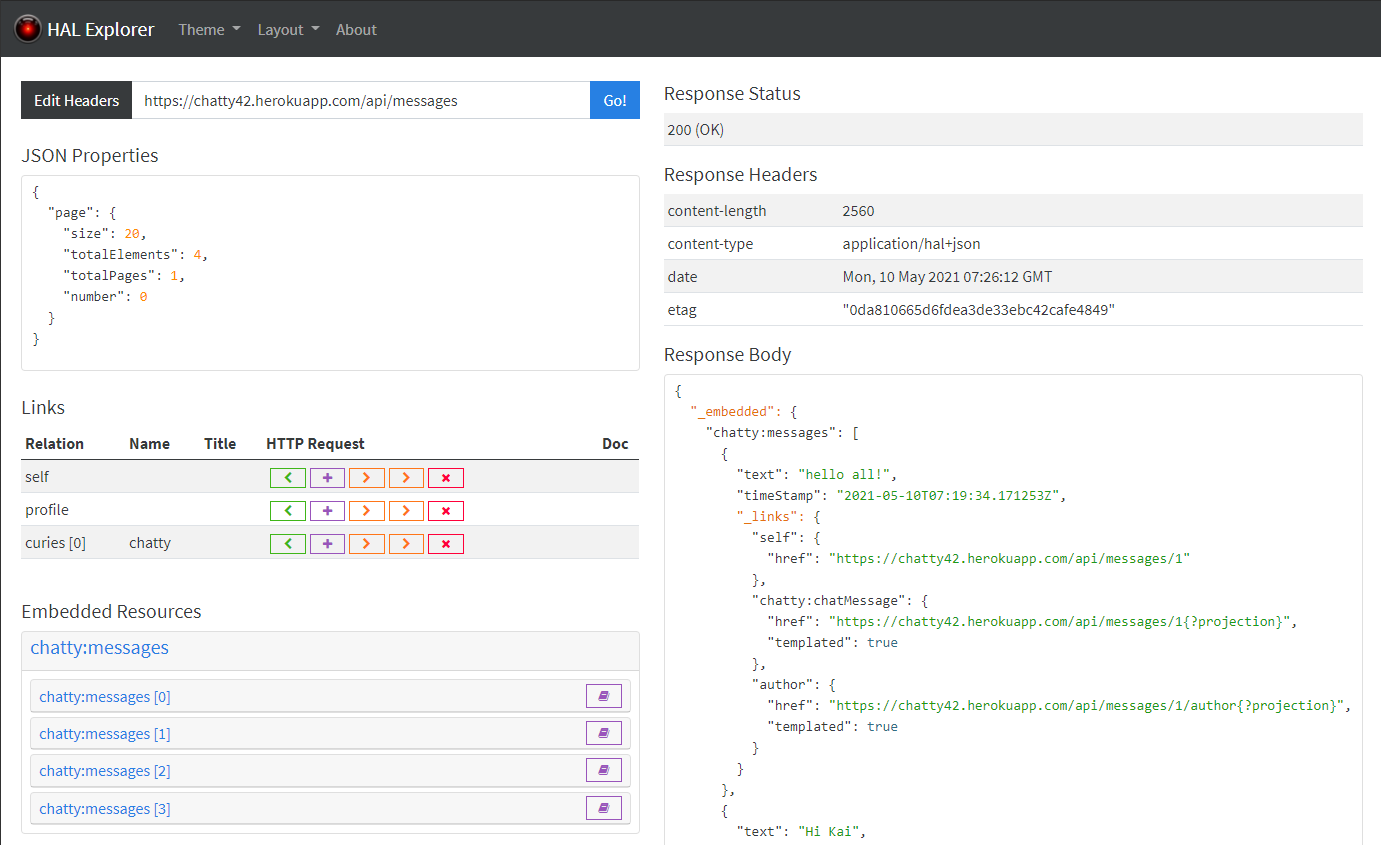 HAL Explorer Theme Layout About
Edit Headers https://chatty42.herokuapp.com/api/messages Go!
JSON Properties
{
"page": {
"size": 20,
"totalElements": 4,
"totalPages": 1,
"number": 0
}
}
Links
Relation Name Title HTTP Request Doc
self
profile
curies [0] chatty
Embedded Resources
chatty:messages
chatty:messages [0]
chatty:messages [1]
chatty:messages [2]
chatty:messages [3]
Response Status
200 (OK)
Response Headers
content-length 2560
content-type application/hal+json
date Mon, 10 May 2021 07:26:12 GMT
etag "0da810665d6fdea3de33ebc42cafe4849"
Response Body
{
"_embedded": {
"chatty:messages": [
{
"text": "hello all!",
"timeStamp": "2021-05-10T07:19:34.171253Z",
"_links": {
"self": {
"href": "https://chatty42.herokuapp.com/api/messages/1"
},
"chatty:chatMessage": {
"href": "https://chatty42.herokuapp.com/api/messages/1{?projection}",
"templated": true
},
"author": {
"href": "https://chatty42.herokuapp.com/api/messages/1/author{?projection}",
"templated": true
}
}
},
{
"text": "Hi Kai",